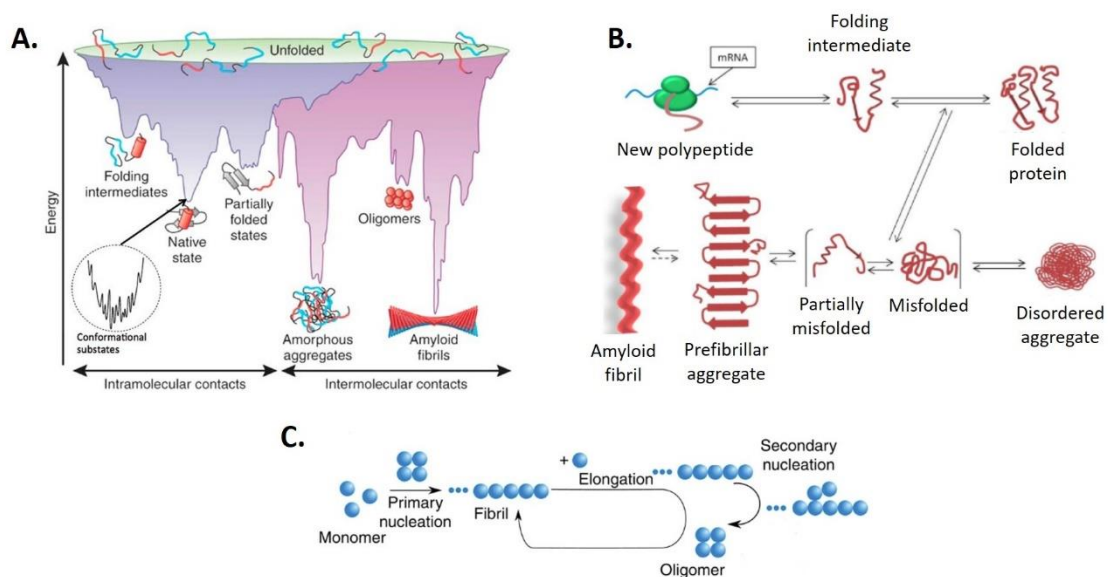 A.
Unfolded
Energy
Folding
intermediates
Native
state
Partially
folded
states
Oligomers
Conformational
substates
Amorphous
aggregates
Amyloid
fibrils
Intramolecular contacts
Intermolecular contacts
B.
mRNA
New polypeptide
Folding
intermediate
Folded
protein
Amyloid
fibril
Prefibrillar
aggregate
Partially
misfolded
Misfolded
Disordered
aggregate
C.
Monomer
Primary
nucleation
Fibril
+
Elongation
Secondary
nucleation
Oligomer